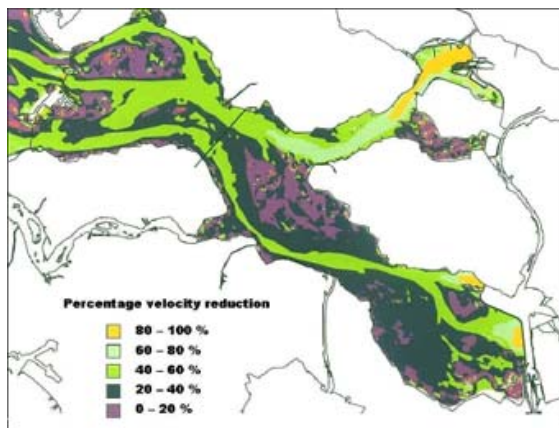 Percentage velocity reduction
80 – 100 %
60 – 80 %
40 – 60 %
20 – 40 %
0 – 20 %